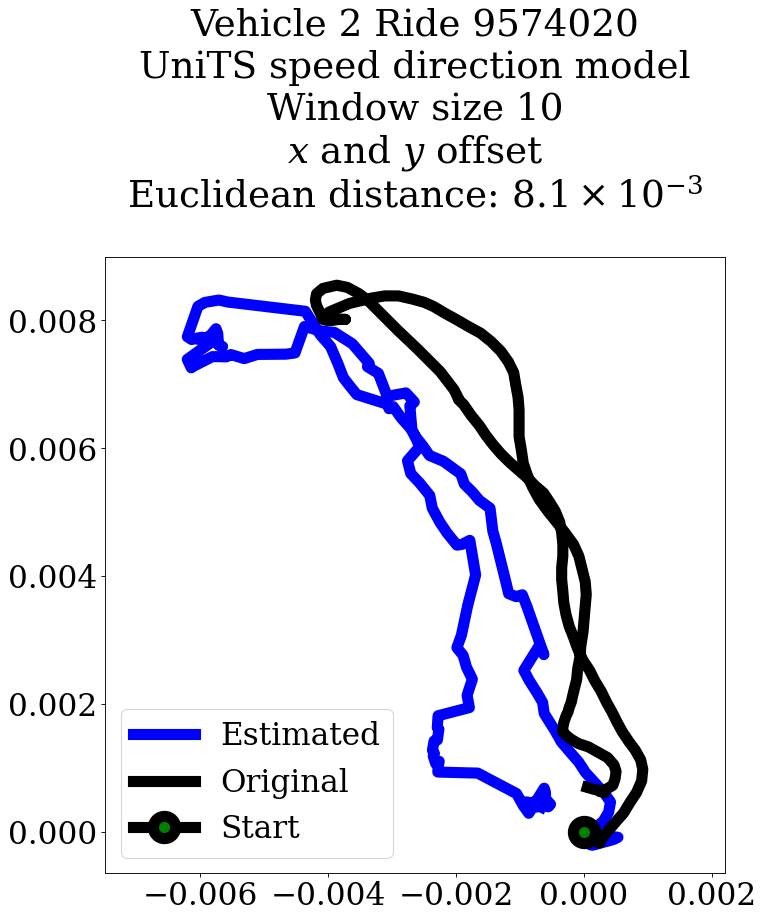 Vehicle 2 Ride 9574020
UniTS speed direction model
Window size 10
x and y offset
Euclidean distance: 8.1 × 10⁻³
0.008
0.006
0.004
0.002
0.000
Estimated
Original
Start
−0.006 −0.004 −0.002 0.000 0.002